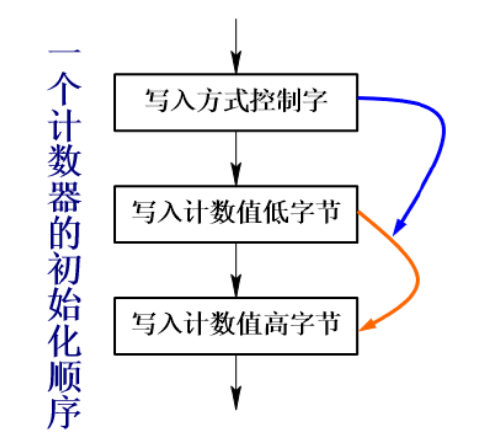 一个计数器的初始化顺序
写入方式控制字
写入计数值低字节
写入计数值高字节